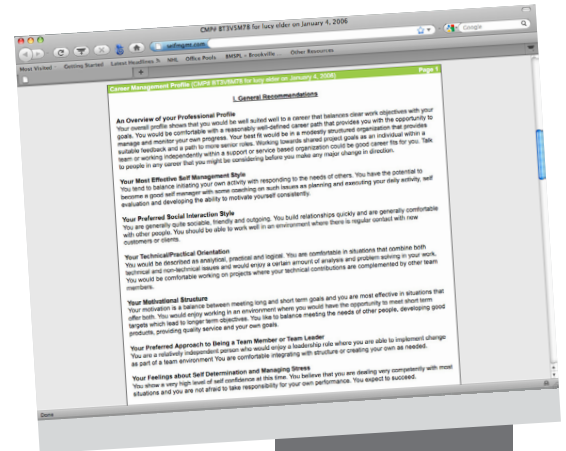 CMP# BT3V5M78 for lucy elder on January 4, 2006
selfmgmt.com
Google
Most Visited Getting Started Latest Headlines NHL Office Pools BMSPL - Brookville ... Other Resources
Career Management Profile (CMP# BT3V5M78 for lucy elder on January 4, 2006) Page 1
I. General Recommendations
An Overview of your Professional Profile
Your overall profile shows that you would be well suited well to a career that balances clear work objectives with your
goals. You would be comfortable with a reasonably well-defined career path that provides you with the opportunity to
manage and monitor your own progress. Your best fit would be in a modestly structured organization that provides
suitable feedback and a path to more senior roles. Working towards shared project goals as an individual within a
team or working independently within a support or service based organization could be good career fits for you. Talk
to people in any career that you might be considering before you make any major change in direction.
Your Most Effective Self Management Style
You tend to balance initiating your own activity with responding to the needs of others. You have the potential to
become a good self manager with some coaching on such issues as planning and executing your daily activity, self
evaluation and developing the ability to motivate yourself consistently.
Your Preferred Social Interaction Style
You are generally quite sociable, friendly and outgoing. You build relationships quickly and are generally comfortable
with other people. You should be able to work well in an environment where there is regular contact with new
customers or clients.
Your Technical/Practical Orientation
You would be described as analytical, practical and logical. You are comfortable in situations that combine both
technical and non-technical issues and would enjoy a certain amount of analysis and problem solving in your work.
You would be comfortable working on projects where your technical contributions are complemented by other team
members.
Your Motivational Structure
Your motivation is a balance between meeting long and short term goals and you are most effective in situations that
offer both. You would enjoy working in an environment where you would have the opportunity to meet short term
targets which lead to longer term objectives. You like to balance meeting the needs of other people, developing good
products, providing quality service and your own goals.
Your Preferred Approach to Being a Team Member or Team Leader
You are a relatively independent person who would enjoy a leadership role where you are able to implement change
as part of a team environment You are comfortable integrating with structure or creating your own as needed.
Your Feelings about Self Determination and Managing Stress
You show a very high level of self confidence at this time. You believe that you are dealing very competently with most
situations and you are not afraid to take responsibility for your own performance. You expect to succeed.
Done